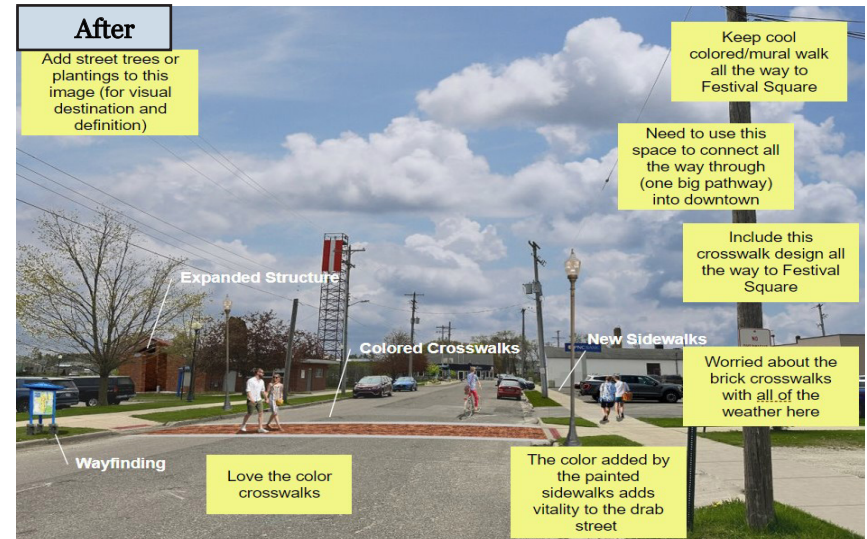 After
Add street trees or
plantings to this
image (for visual
destination and
definition)
Keep cool
colored/mural walk
all the way to
Festival Square
Need to use this
space to connect all
the way through
(one big pathway)
into downtown
Include this
crosswalk design all
the way to Festival
Square
Expanded Structure
Colored Crosswalks
New Sidewalks
Worried about the
brick crosswalks
with all of the
weather here
Wayfinding
Love the color
crosswalks
The color added by
the painted
sidewalks adds
vitality to the drab
street